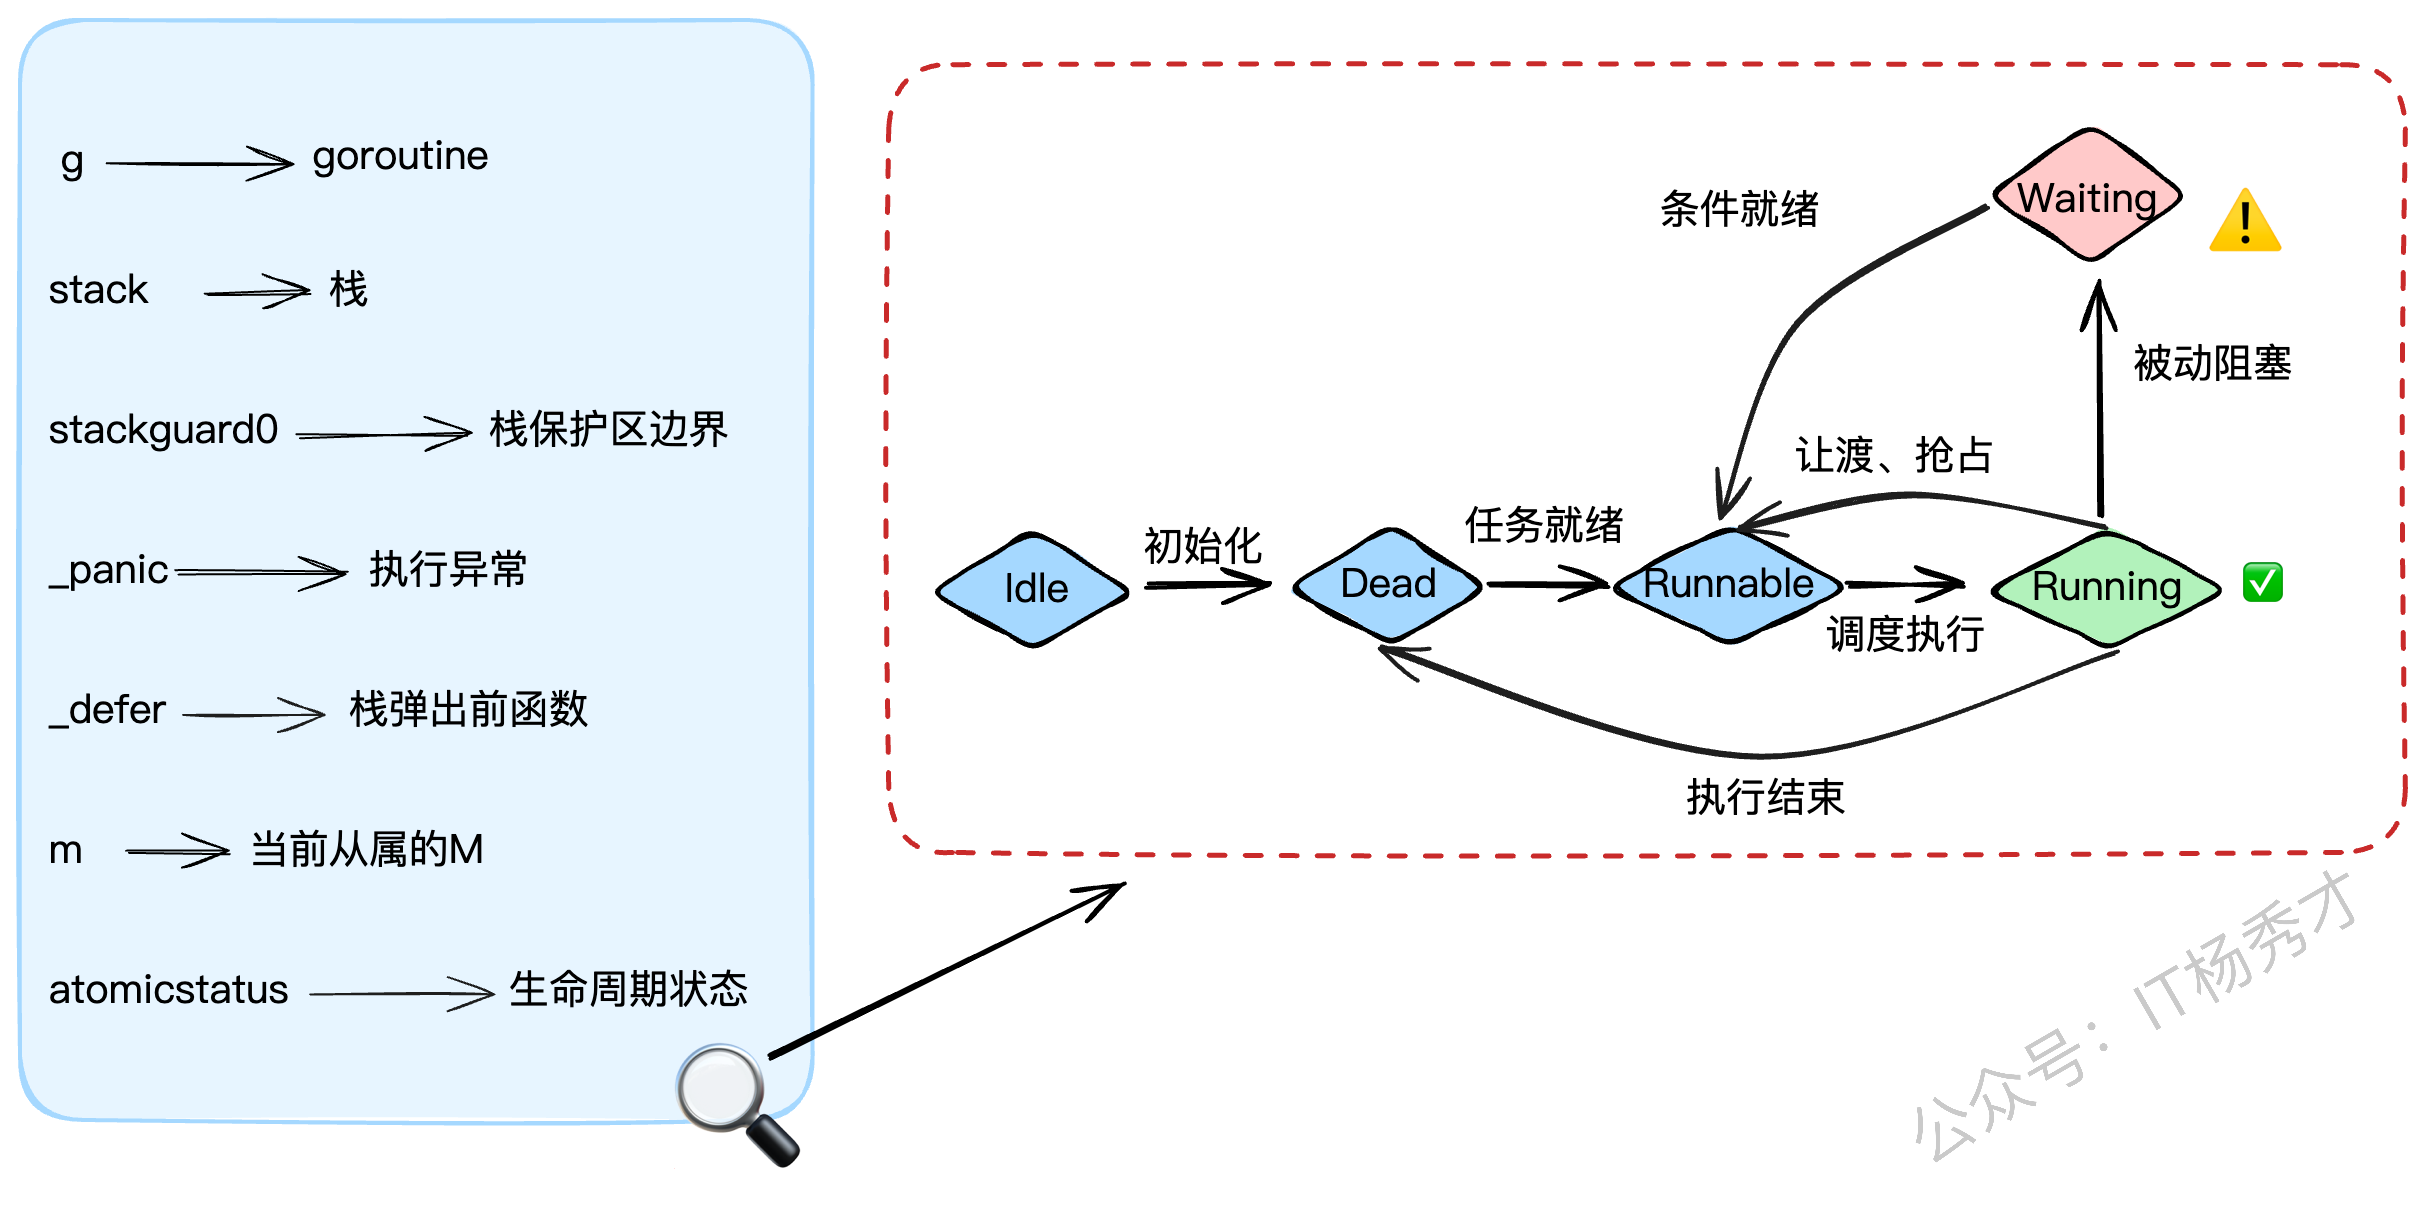 g goroutine
stack 栈
stackguard0 栈保护区边界
_panic 执行异常
_defer 栈弹出前函数
m 当前从属的M
atomicstatus 生命周期状态
Waiting
条件就绪
被动阻塞
让渡、抢占
初始化
任务就绪
Idle
Dead
Runnable
Running
调度执行
执行结束
公众号：IT杨秀才